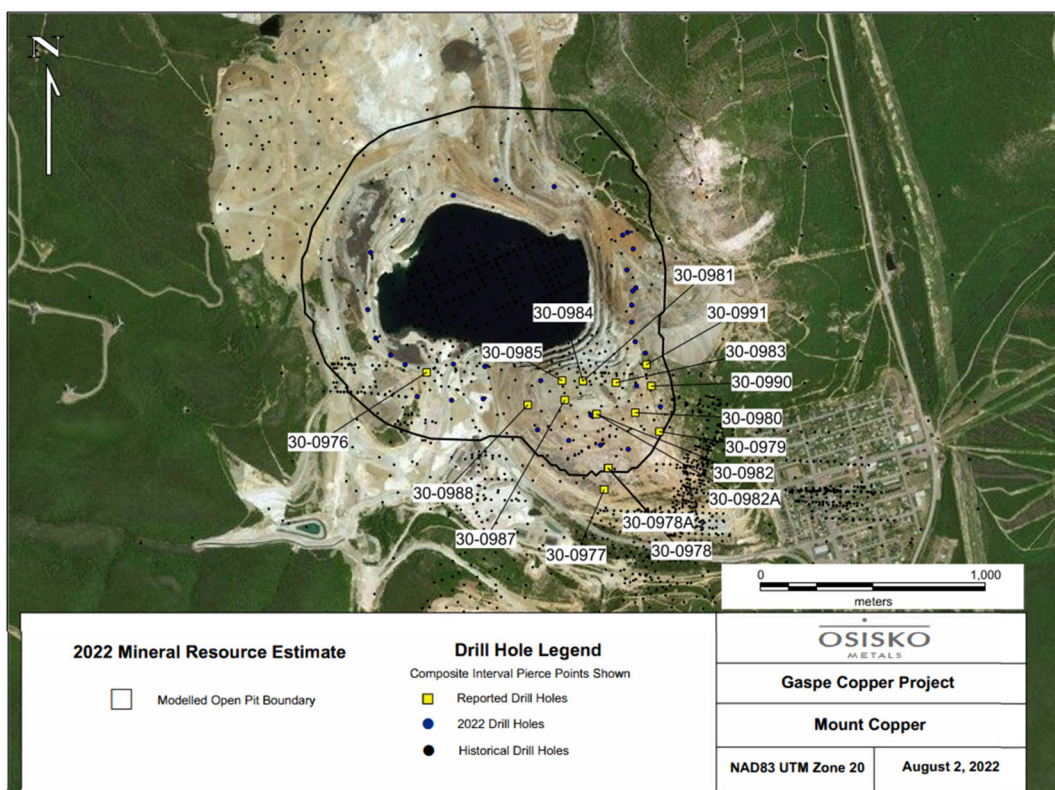 N
30-0981
30-0984
30-0991
30-0985
30-0983
30-0990
30-0976
30-0980
30-0979
30-0988
30-0982
30-0982A
30-0987
30-0978A
30-0977
30-0978
0 1,000
meters
2022 Mineral Resource Estimate
Modelled Open Pit Boundary
Drill Hole Legend
Composite Interval Pierce Points Shown
Reported Drill Holes
2022 Drill Holes
Historical Drill Holes
OSISKO
METALS
Gaspe Copper Project
Mount Copper
NAD83 UTM Zone 20
August 2, 2022